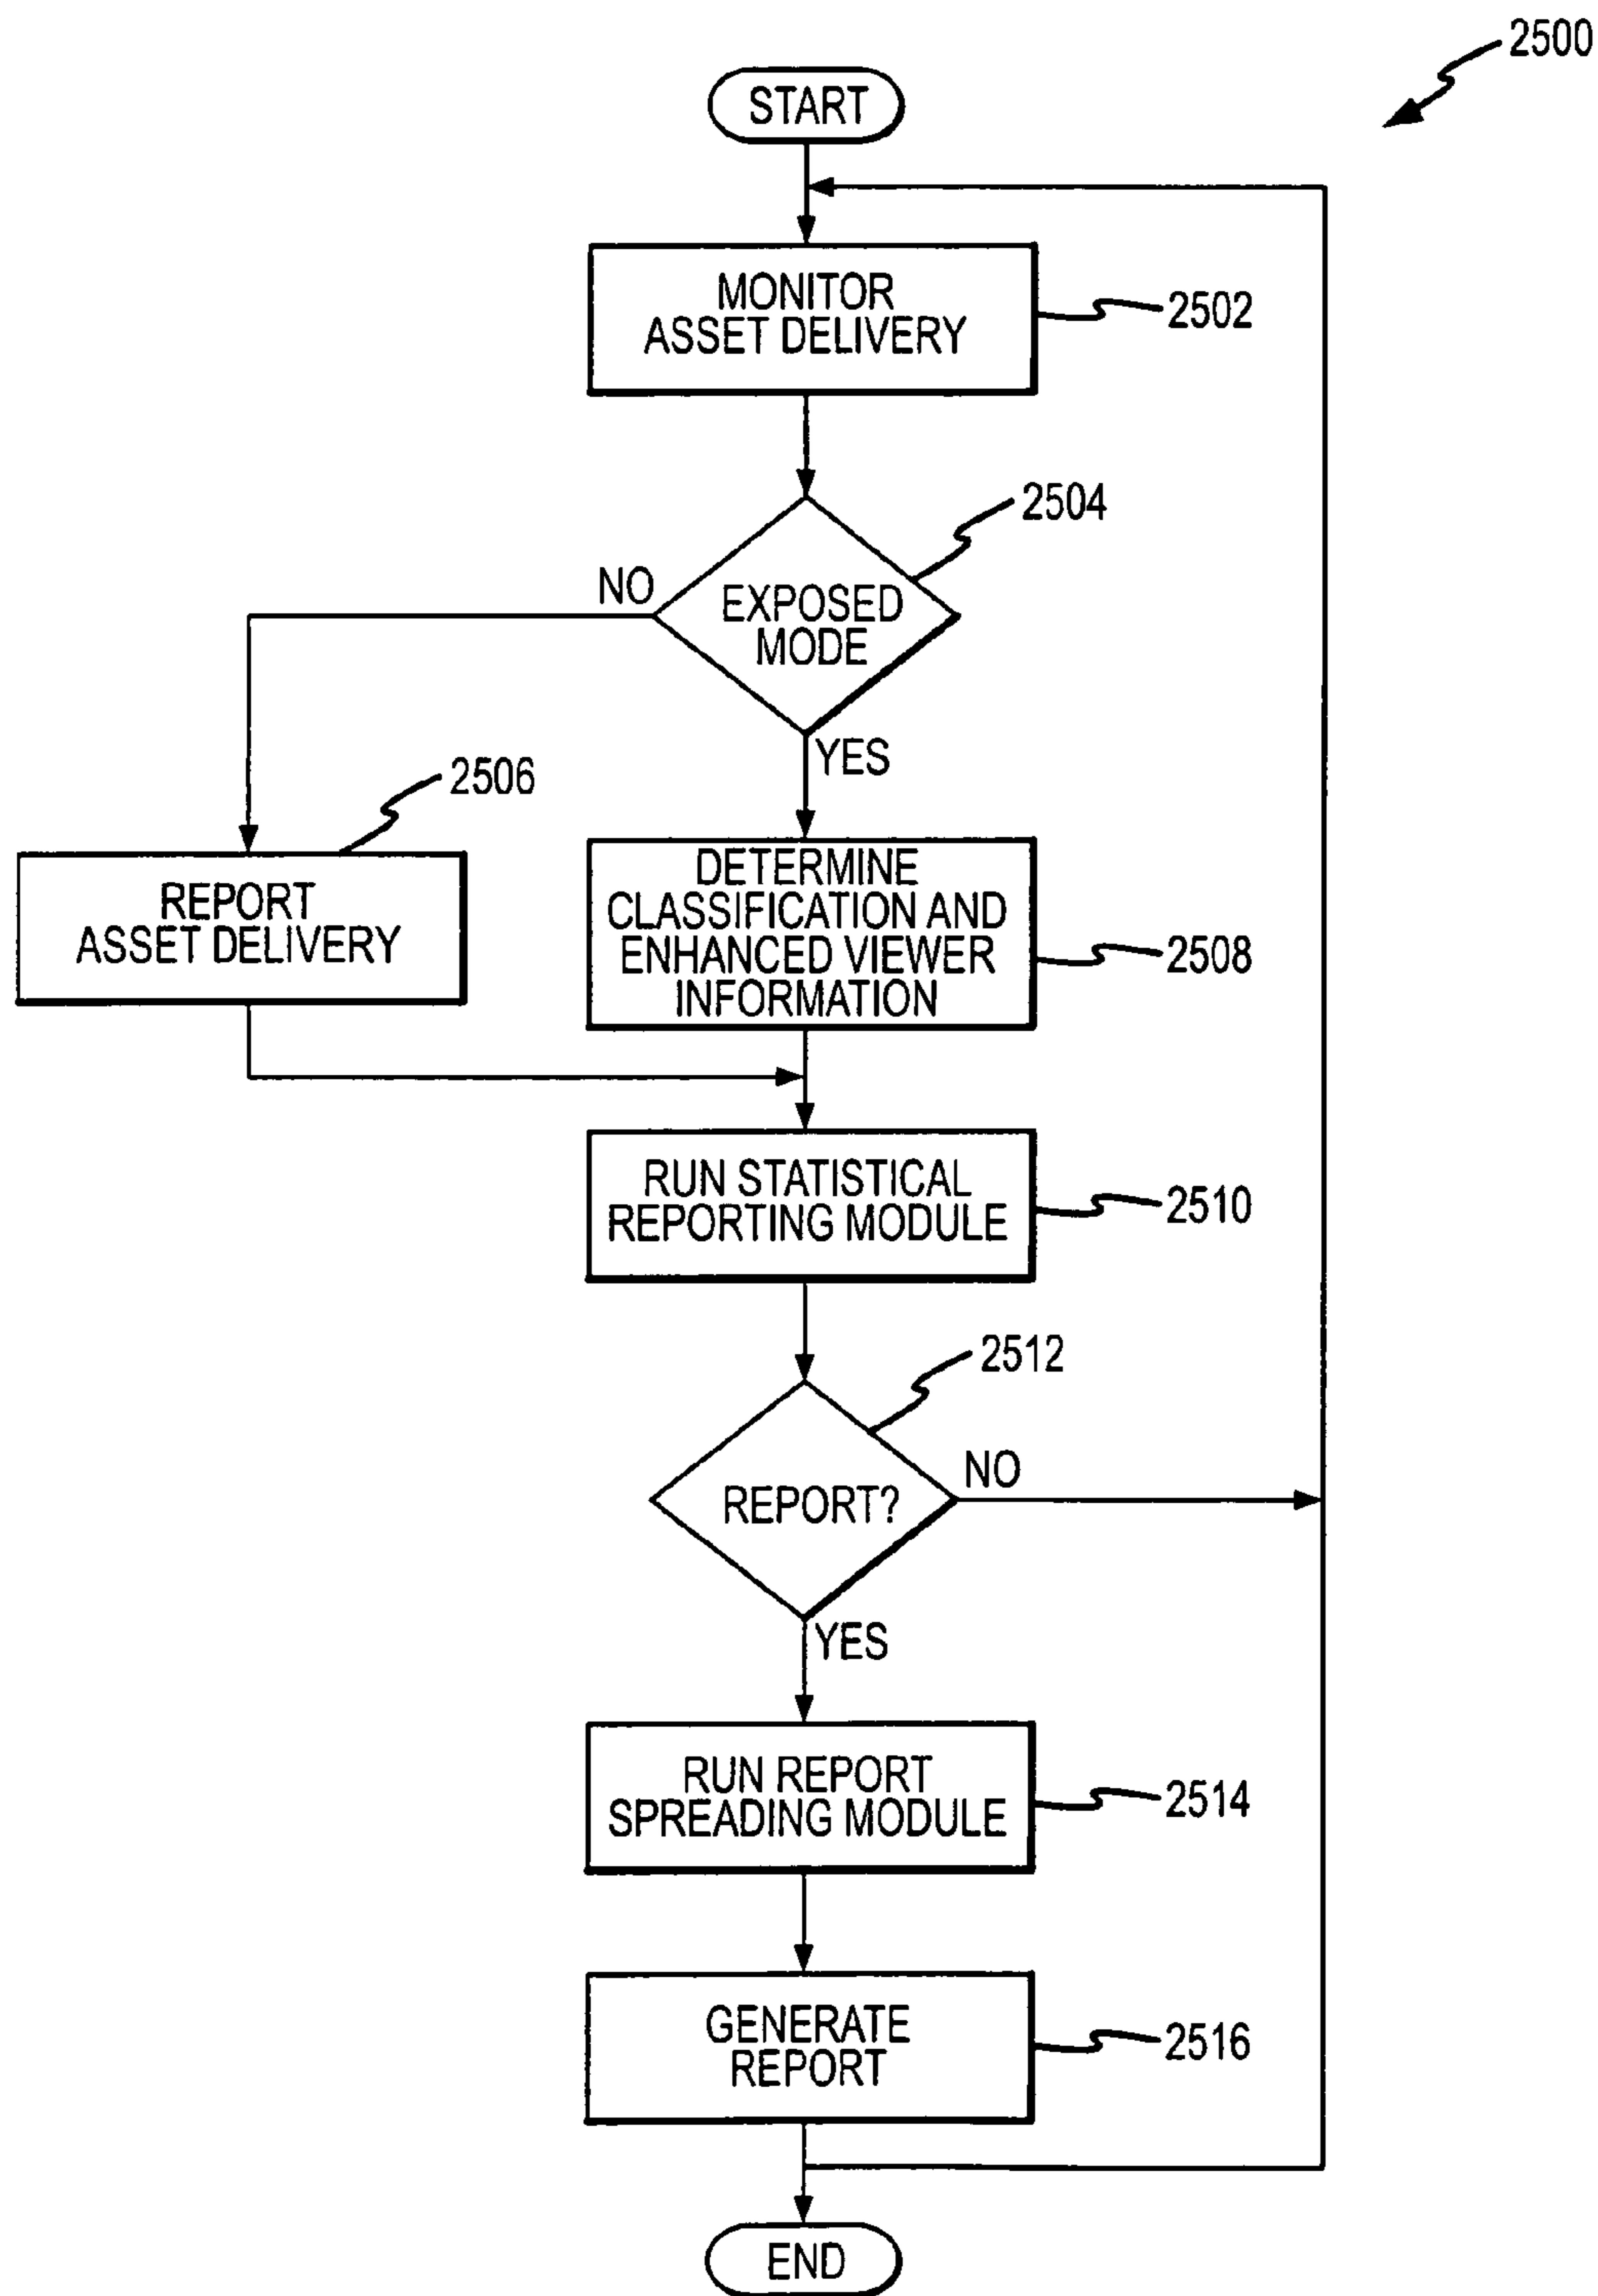 2500
START
MONITOR
ASSET DELIVERY
2502
2504
NO
EXPOSED
MODE
YES
2506
REPORT
ASSET DELIVERY
DETERMINE
CLASSIFICATION AND
ENHANCED VIEWER
INFORMATION
2508
RUN STATISTICAL
REPORTING MODULE
2510
2512
NO
REPORT?
YES
RUN REPORT
SPREADING MODULE
2514
GENERATE
REPORT
2516
END